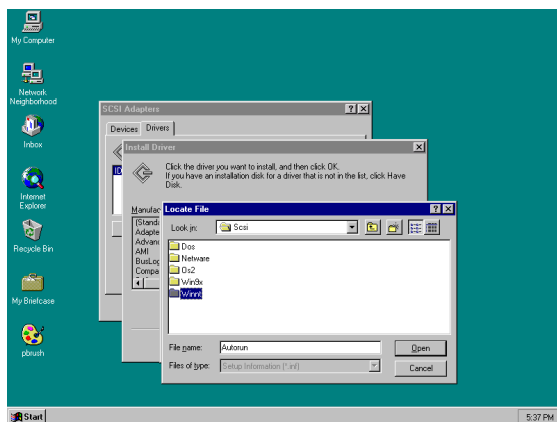 My Computer
Network
Neighborhood
Inbox
Internet
Explorer
Recycle Bin
My Briefcase
pbrush
SCSI Adapters
Devices
Drivers
Install Driver
Click the driver you want to install, and then click OK.
If you have an installation disk for a driver that is not in the list, click Have
Disk.
Manufac
(Standa
Adapte
Advanc
AMI
BusLog
Compa
Locate File
Look in:
Scsi
Dos
Netware
Os2
Win9x
Winnt
File name:
Autorun
Open
Files of type:
Setup Information (*.inf)
Cancel
Start
5:37 PM